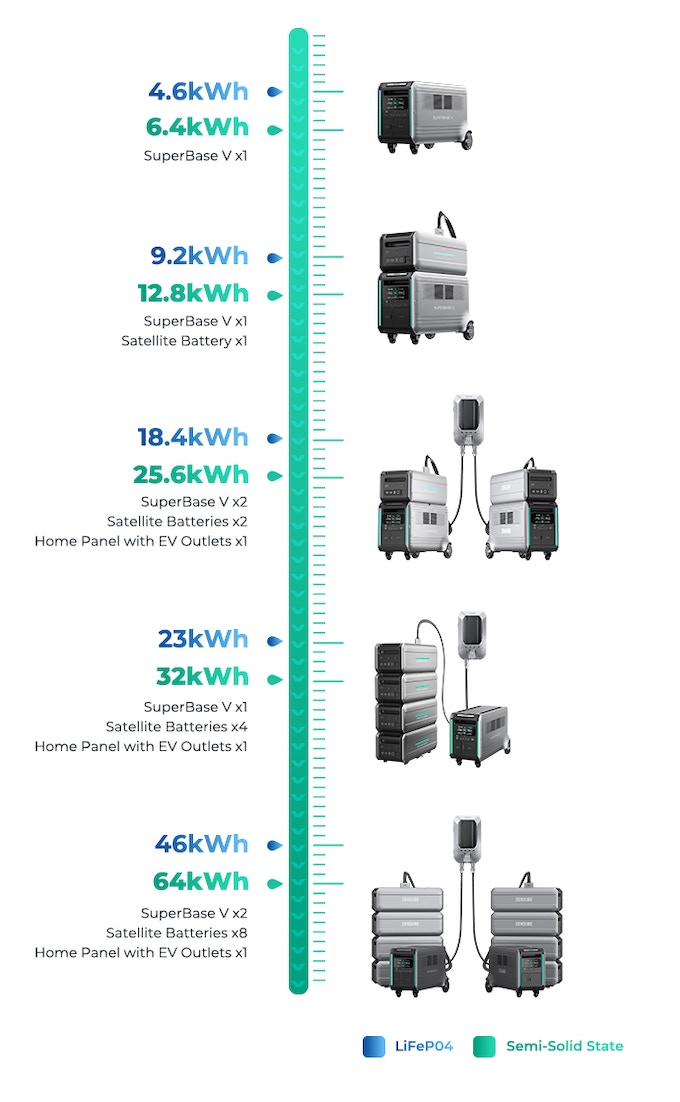 4.6kWh
6.4kWh
SuperBase V x1
9.2kWh
12.8kWh
SuperBase V x1
Satellite Battery x1
18.4kWh
25.6kWh
SuperBase V x2
Satellite Batteries x2
Home Panel with EV Outlets x1
23kWh
32kWh
SuperBase V x1
Satellite Batteries x4
Home Panel with EV Outlets x1
46kWh
64kWh
SuperBase V x2
Satellite Batteries x8
Home Panel with EV Outlets x1
LiFeP04
Semi-Solid State